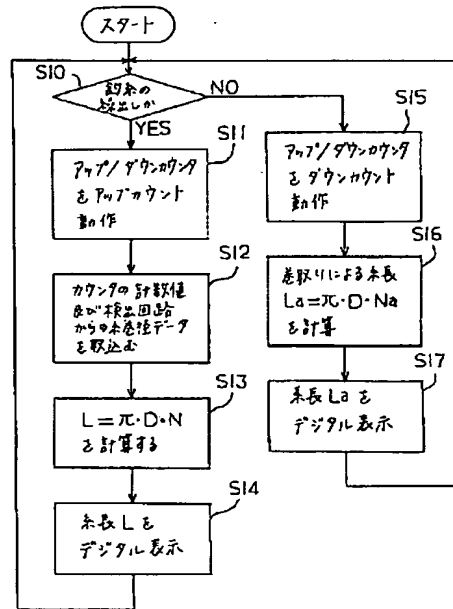 スタート
S10
釣糸の
繰出しか
NO
YES
S11
アップ/ダウンカウンタ
をアップカウント
動作
S12
カウンタの計数値
及び検出回路
からの糸巻径データ
を取込む
S13
L=π·D·N
を計算する
S14
糸長Lを
デジタル表示
S15
アップ/ダウンカウンタ
をダウンカウント
動作
S16
巻取りによる糸長
La=π·D·Na
を計算
S17
糸長Laを
デジタル表示